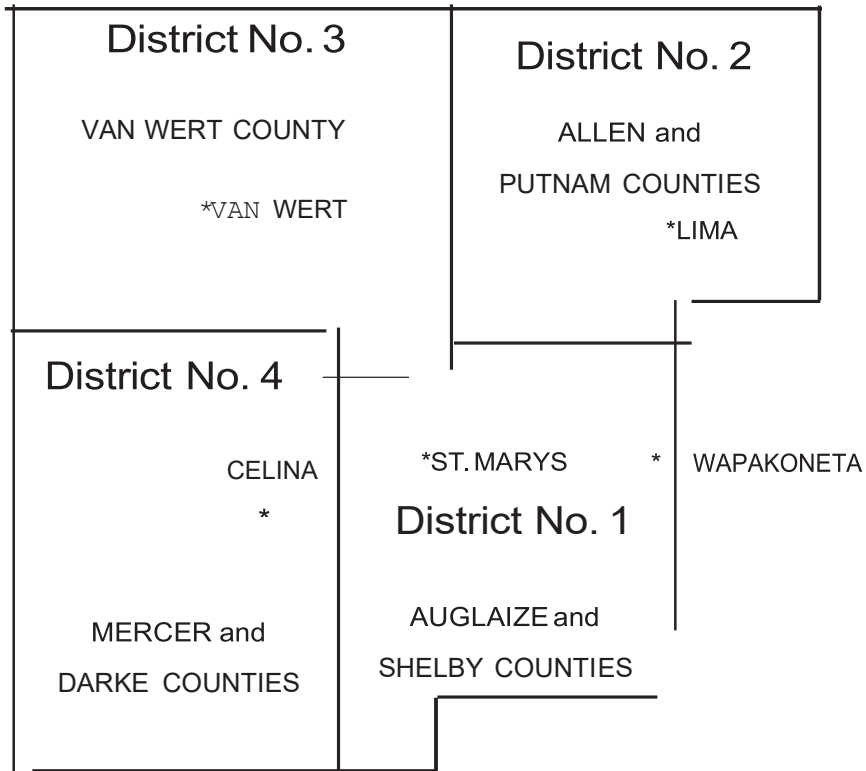 District No. 3
VAN WERT COUNTY
*VAN WERT
District No. 2
ALLEN and
PUTNAM COUNTIES
*LIMA
District No. 4
CELINA
*
MERCER and
DARKE COUNTIES
*ST. MARYS
* WAPAKONETA
District No. 1
AUGLAIZE and
SHELBY COUNTIES